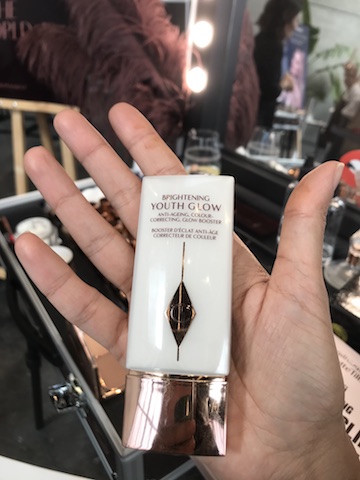 BRIGHTENING
YOUTH GLOW
ANTI-AGEING, COLOUR-
CORRECTING, GLOW BOOSTER
BOOSTER D'ÉCLAT ANTI-ÂGE
CORRECTEUR DE COULEUR